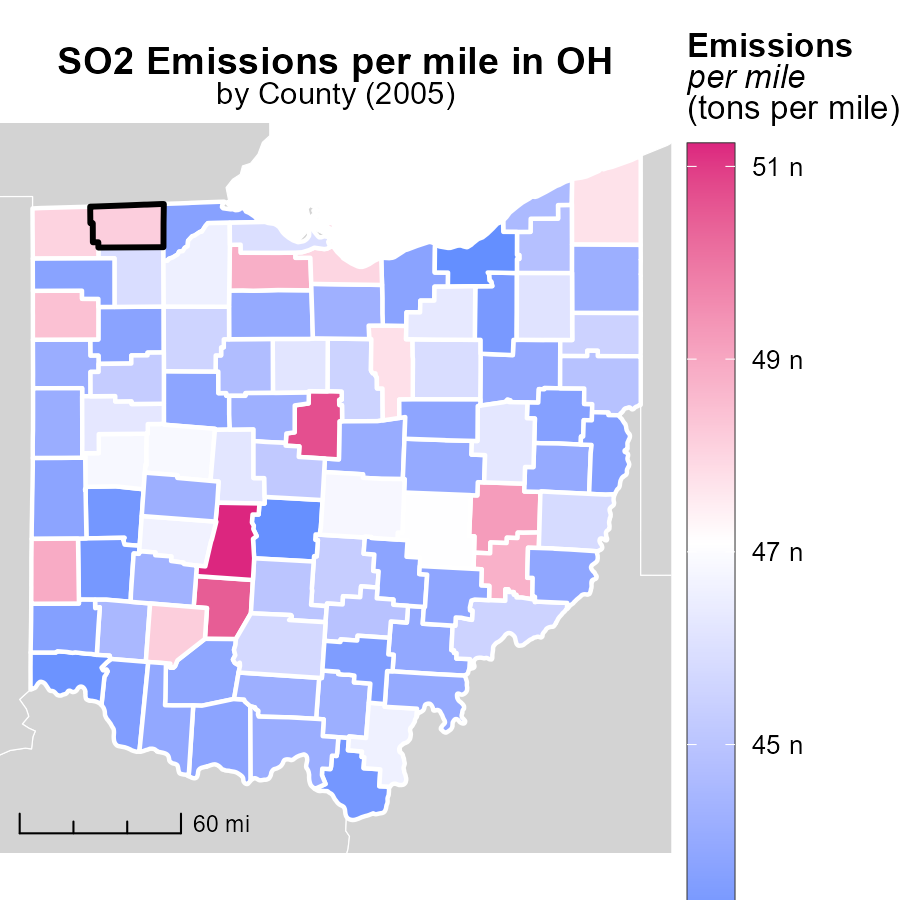 SO2 Emissions per mile in OH
by County (2005)
Emissions
per mile
(tons per mile)
51 n
49 n
47 n
45 n
60 mi